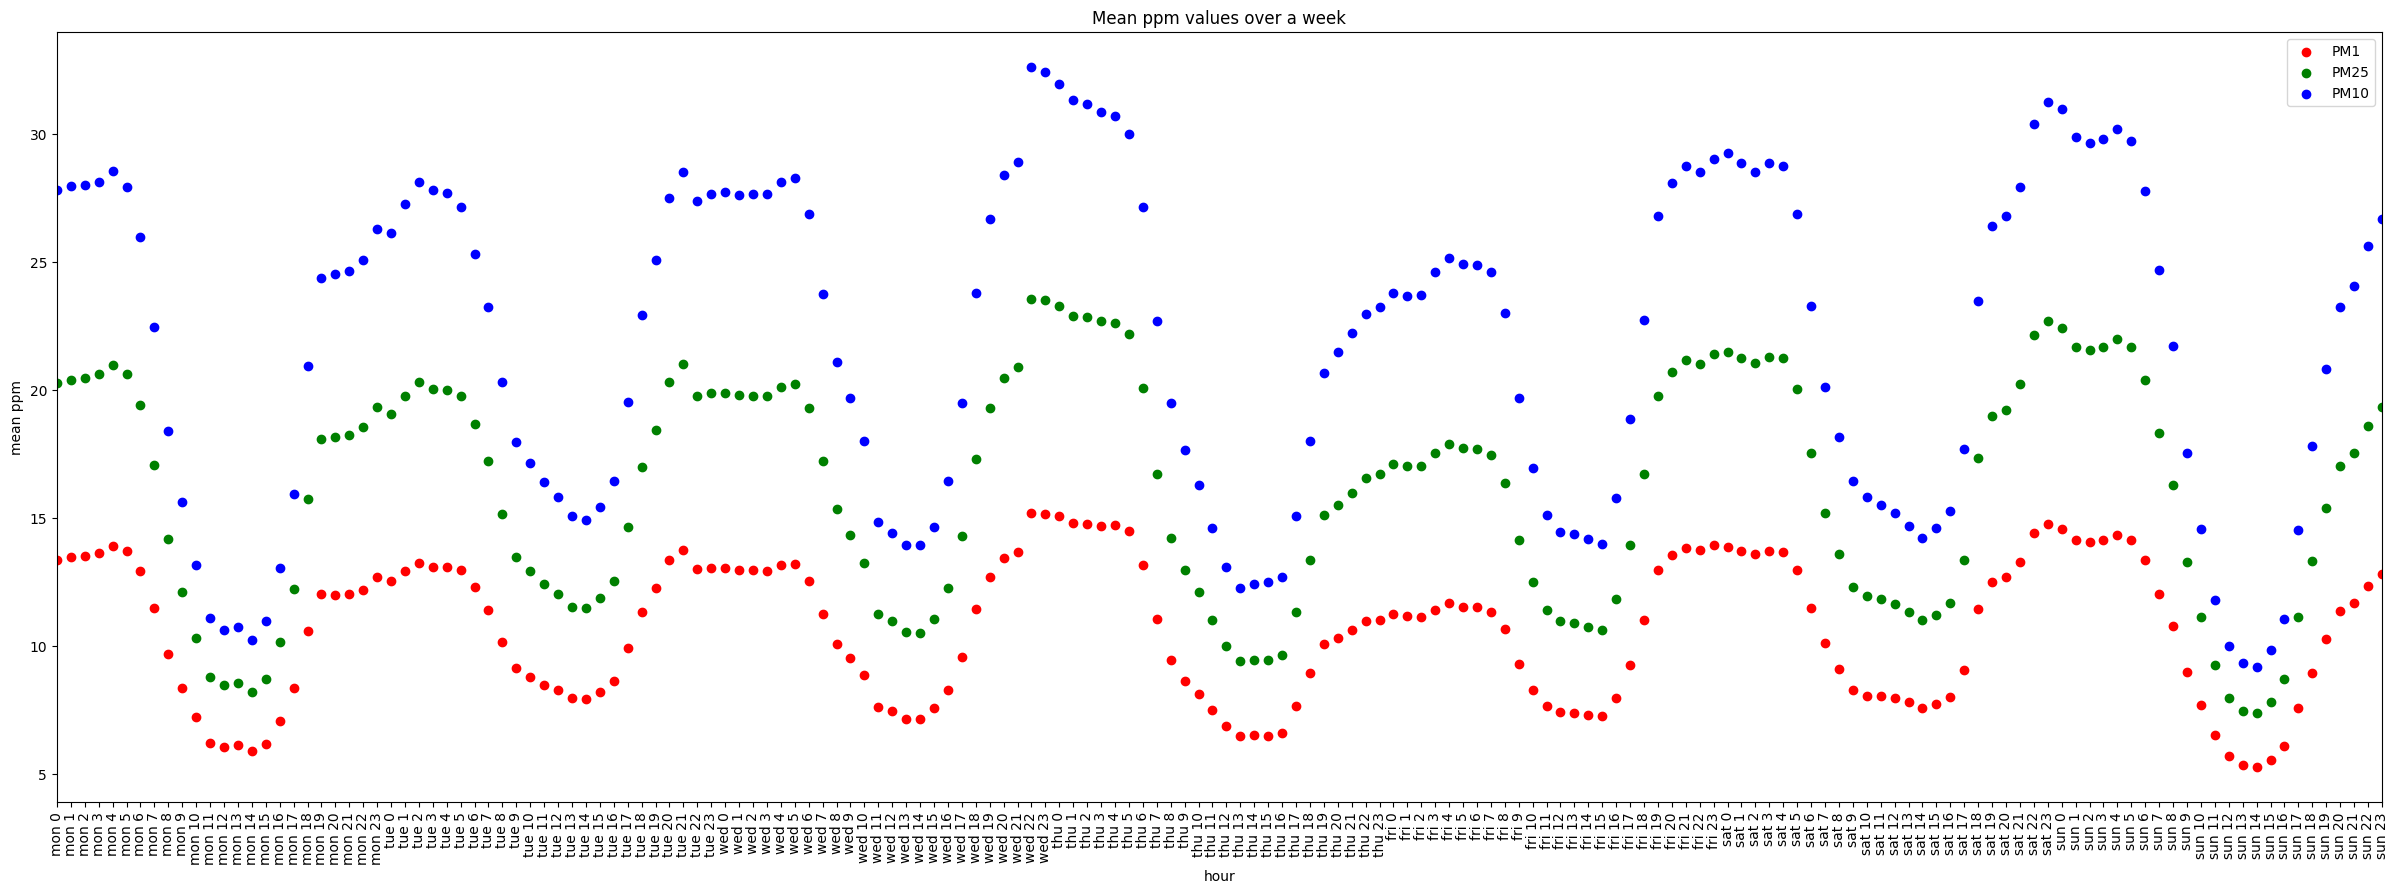 Mean ppm values over a week
PM1
PM25
PM10
mean ppm
30
25
20
15
10
5
mon 0
mon 1
mon 2
mon 3
mon 4
mon 5
mon 6
mon 7
mon 8
mon 9
mon 10
mon 11
mon 12
mon 13
mon 14
mon 15
mon 16
mon 17
mon 18
mon 19
mon 20
mon 21
mon 22
mon 23
tue 0
tue 1
tue 2
tue 3
tue 4
tue 5
tue 6
tue 7
tue 8
tue 9
tue 10
tue 11
tue 12
tue 13
tue 14
tue 15
tue 16
tue 17
tue 18
tue 19
tue 20
tue 21
tue 22
tue 23
wed 0
wed 1
wed 2
wed 3
wed 4
wed 5
wed 6
wed 7
wed 8
wed 9
wed 10
wed 11
wed 12
wed 13
wed 14
wed 15
wed 16
wed 17
wed 18
wed 19
wed 20
wed 21
wed 22
wed 23
thu 0
thu 1
thu 2
thu 3
thu 4
thu 5
thu 6
thu 7
thu 8
thu 9
thu 10
thu 11
thu 12
thu 13
thu 14
thu 15
thu 16
thu 17
thu 18
thu 19
thu 20
thu 21
thu 22
thu 23
fri 0
fri 1
fri 2
fri 3
fri 4
fri 5
fri 6
fri 7
fri 8
fri 9
fri 10
fri 11
fri 12
fri 13
fri 14
fri 15
fri 16
fri 17
fri 18
fri 19
fri 20
fri 21
fri 22
fri 23
sat 0
sat 1
sat 2
sat 3
sat 4
sat 5
sat 6
sat 7
sat 8
sat 9
sat 10
sat 11
sat 12
sat 13
sat 14
sat 15
sat 16
sat 17
sat 18
sat 19
sat 20
sat 21
sat 22
sat 23
sun 0
sun 1
sun 2
sun 3
sun 4
sun 5
sun 6
sun 7
sun 8
sun 9
sun 10
sun 11
sun 12
sun 13
sun 14
sun 15
sun 16
sun 17
sun 18
sun 19
sun 20
sun 21
sun 22
sun 23
hour